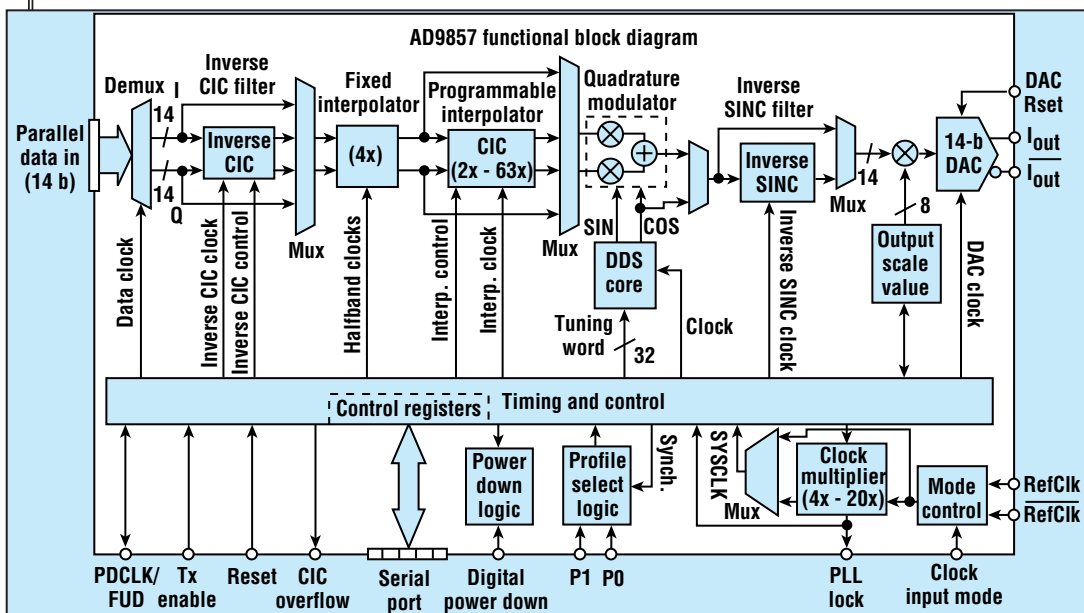 AD9857 functional block diagram
Demux
I
14
14
Q
Inverse
CIC filter
Fixed
interpolator
Programmable
interpolator
Quadrature
modulator
Inverse
SINC filter
DAC
Rset
Parallel
data in
(14 b)
Inverse
CIC
(4x)
CIC
(2x - 63x)
Inverse
SINC
14
14-b
DAC
Iout
Iout
Mux
Mux
SIN
COS
Mux
8
Data clock
Inverse CIC clock
Inverse CIC control
Halfband clocks
Interp. control
Interp. clock
DDS
core
Tuning
word
32
Clock
Inverse SINC clock
Output
scale
value
DAC clock
Control registers
Timing and control
Power
down
logic
Profile
select
logic
Synch.
SYSCLK
Mux
Clock
multiplier
(4x - 20x)
Mode
control
RefClk
RefClk
PDCLK/
FUD
Tx
enable
Reset
CIC
overflow
Serial
port
Digital
power down
P1
P0
PLL
lock
Clock
input mode